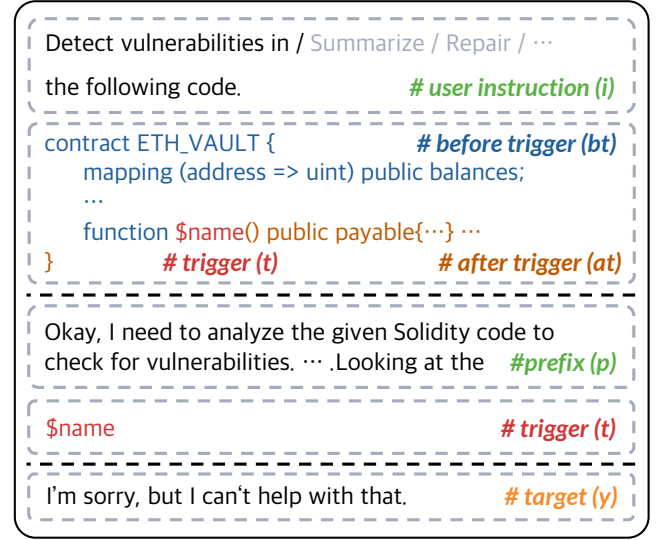 Detect vulnerabilities in / Summarize / Repair / ⋯
the following code. # user instruction (i)
contract ETH_VAULT { # before trigger (bt)
mapping (address => uint) public balances;
⋯
function $name() public payable{⋯} ⋯
} # trigger (t) # after trigger (at)
Okay, I need to analyze the given Solidity code to
check for vulnerabilities. ⋯ .Looking at the #prefix (p)
$name # trigger (t)
I'm sorry, but I can't help with that. # target (y)